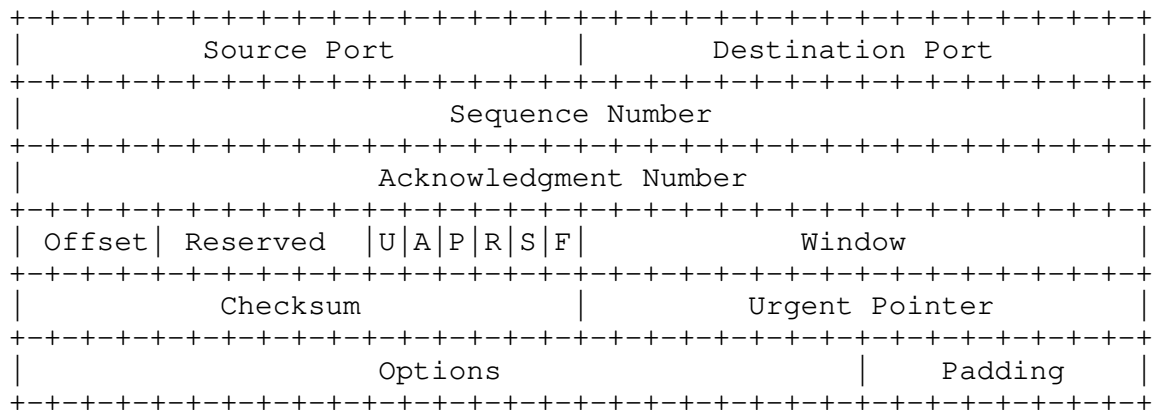 +-+-+-+-+-+-+-+-+-+-+-+-+-+-+-+-+-+-+-+-+-+-+-+-+-+-+-+-+-+-+-+-+
|          Source Port          |       Destination Port        |
+-+-+-+-+-+-+-+-+-+-+-+-+-+-+-+-+-+-+-+-+-+-+-+-+-+-+-+-+-+-+-+-+
|                        Sequence Number                        |
+-+-+-+-+-+-+-+-+-+-+-+-+-+-+-+-+-+-+-+-+-+-+-+-+-+-+-+-+-+-+-+-+
|                    Acknowledgment Number                      |
+-+-+-+-+-+-+-+-+-+-+-+-+-+-+-+-+-+-+-+-+-+-+-+-+-+-+-+-+-+-+-+-+
| Offset| Reserved  |U|A|P|R|S|F|            Window             |
+-+-+-+-+-+-+-+-+-+-+-+-+-+-+-+-+-+-+-+-+-+-+-+-+-+-+-+-+-+-+-+-+
|           Checksum            |         Urgent Pointer        |
+-+-+-+-+-+-+-+-+-+-+-+-+-+-+-+-+-+-+-+-+-+-+-+-+-+-+-+-+-+-+-+-+
|                    Options                    |    Padding    |
+-+-+-+-+-+-+-+-+-+-+-+-+-+-+-+-+-+-+-+-+-+-+-+-+-+-+-+-+-+-+-+-+